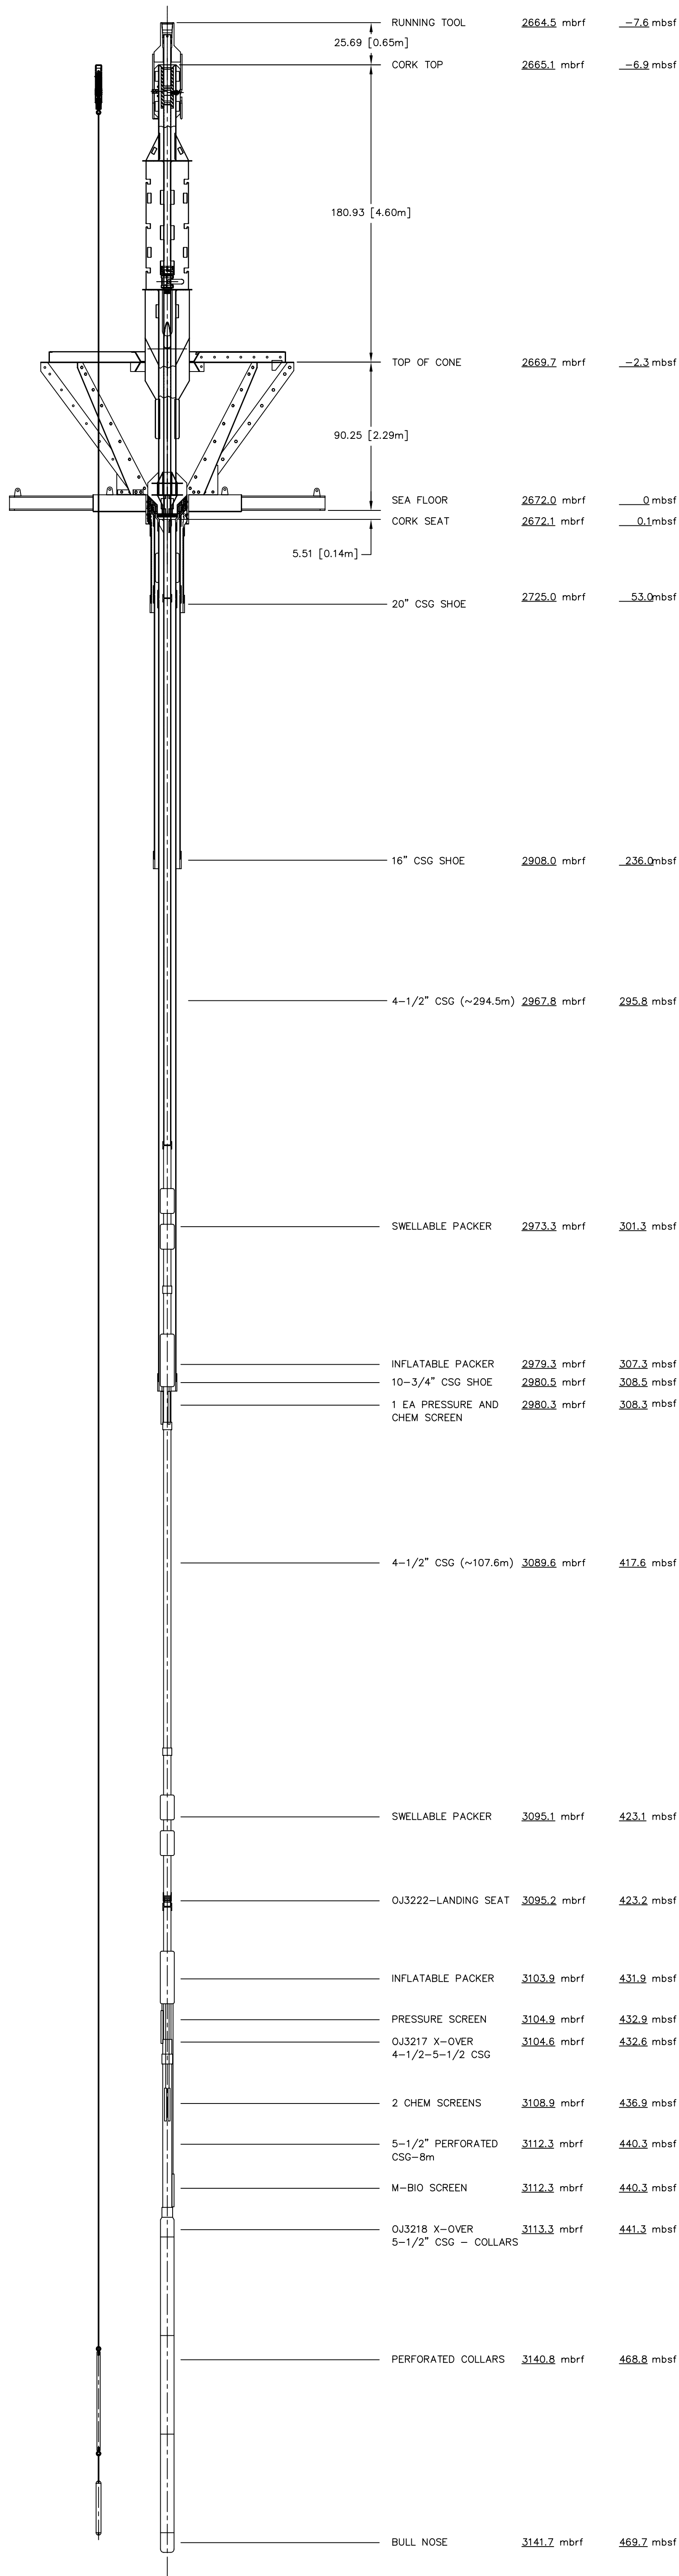 RUNNING TOOL 2664.5 mbrf -7.6 mbsf
25.69 [0.65m]
CORK TOP 2665.1 mbrf -6.9 mbsf
180.93 [4.60m]
TOP OF CONE 2669.7 mbrf -2.3 mbsf
90.25 [2.29m]
SEA FLOOR 2672.0 mbrf 0 mbsf
CORK SEAT 2672.1 mbrf 0.1mbsf
5.51 [0.14m]
20" CSG SHOE 2725.0 mbrf 53.0mbsf
16" CSG SHOE 2908.0 mbrf 236.0mbsf
4-1/2" CSG (~294.5m) 2967.8 mbrf 295.8 mbsf
SWELLABLE PACKER 2973.3 mbrf 301.3 mbsf
INFLATABLE PACKER 2979.3 mbrf 307.3 mbsf
10-3/4" CSG SHOE 2980.5 mbrf 308.5 mbsf
1 EA PRESSURE AND 2980.3 mbrf 308.3 mbsf
CHEM SCREEN
4-1/2" CSG (~107.6m) 3089.6 mbrf 417.6 mbsf
SWELLABLE PACKER 3095.1 mbrf 423.1 mbsf
OJ3222-LANDING SEAT 3095.2 mbrf 423.2 mbsf
INFLATABLE PACKER 3103.9 mbrf 431.9 mbsf
PRESSURE SCREEN 3104.9 mbrf 432.9 mbsf
OJ3217 X-OVER 3104.6 mbrf 432.6 mbsf
4-1/2-5-1/2 CSG
2 CHEM SCREENS 3108.9 mbrf 436.9 mbsf
5-1/2" PERFORATED 3112.3 mbrf 440.3 mbsf
CSG-8m
M-BIO SCREEN 3112.3 mbrf 440.3 mbsf
OJ3218 X-OVER 3113.3 mbrf 441.3 mbsf
5-1/2" CSG - COLLARS
PERFORATED COLLARS 3140.8 mbrf 468.8 mbsf
BULL NOSE 3141.7 mbrf 469.7 mbsf